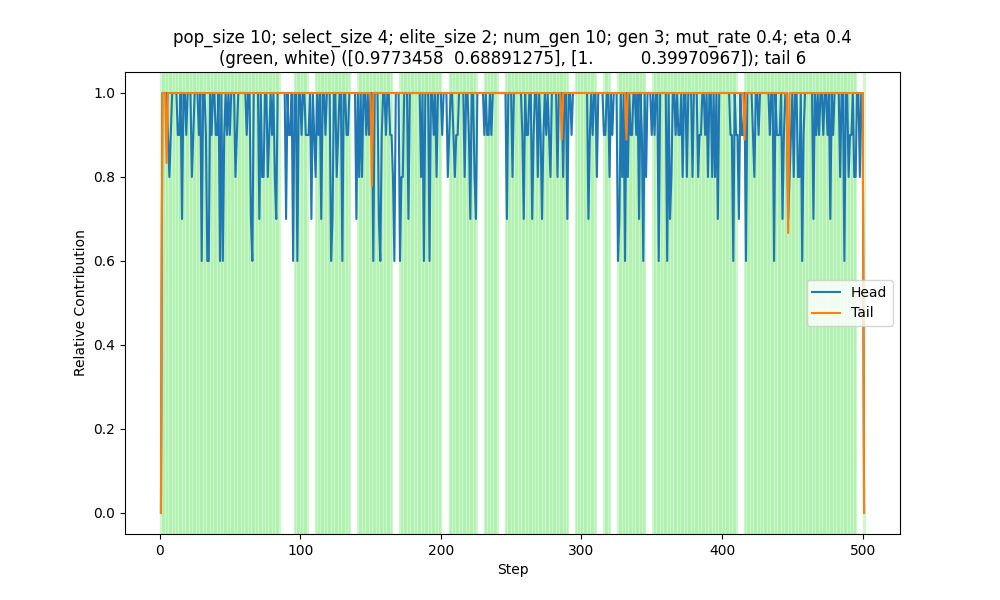 pop_size 10; select_size 4; elite_size 2; num_gen 10; gen 3; mut_rate 0.4; eta 0.4
(green, white) ([0.9773458  0.68891275], [1.         0.39970967]); tail 6
1.0
0.8
0.6
0.4
0.2
0.0
Relative Contribution
Head
Tail
0
100
200
300
400
500
Step